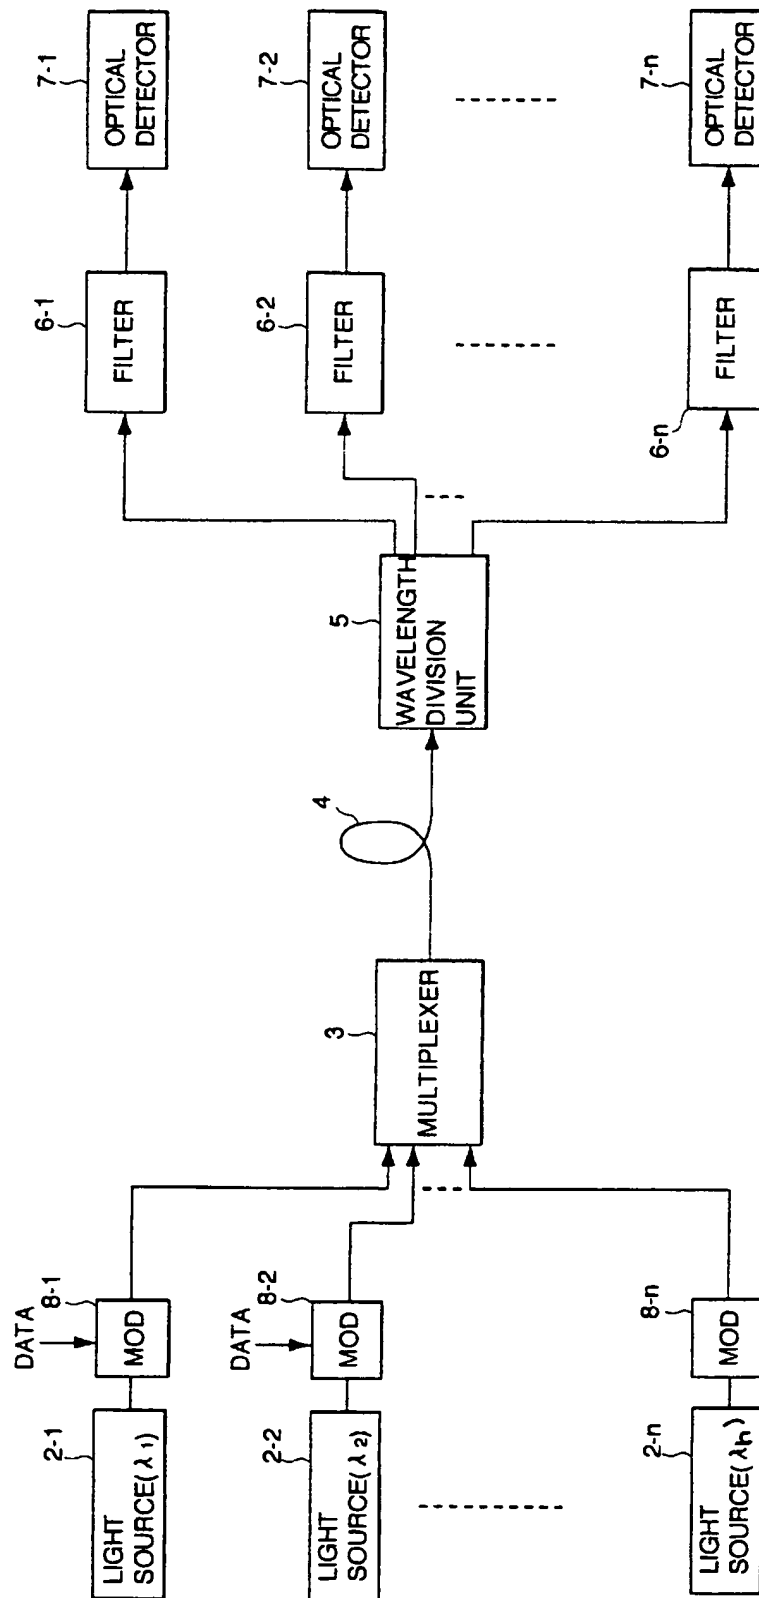 2-1
LIGHT
SOURCE(λ1)
DATA
8-1
MOD
2-2
LIGHT
SOURCE(λ2)
DATA
8-2
MOD
2-n
LIGHT
SOURCE(λh)
8-n
MOD
3
MULTIPLEXER
4
5
WAVELENGTH
DIVISION
UNIT
6-1
FILTER
7-1
OPTICAL
DETECTOR
6-2
FILTER
7-2
OPTICAL
DETECTOR
6-n
FILTER
7-n
OPTICAL
DETECTOR